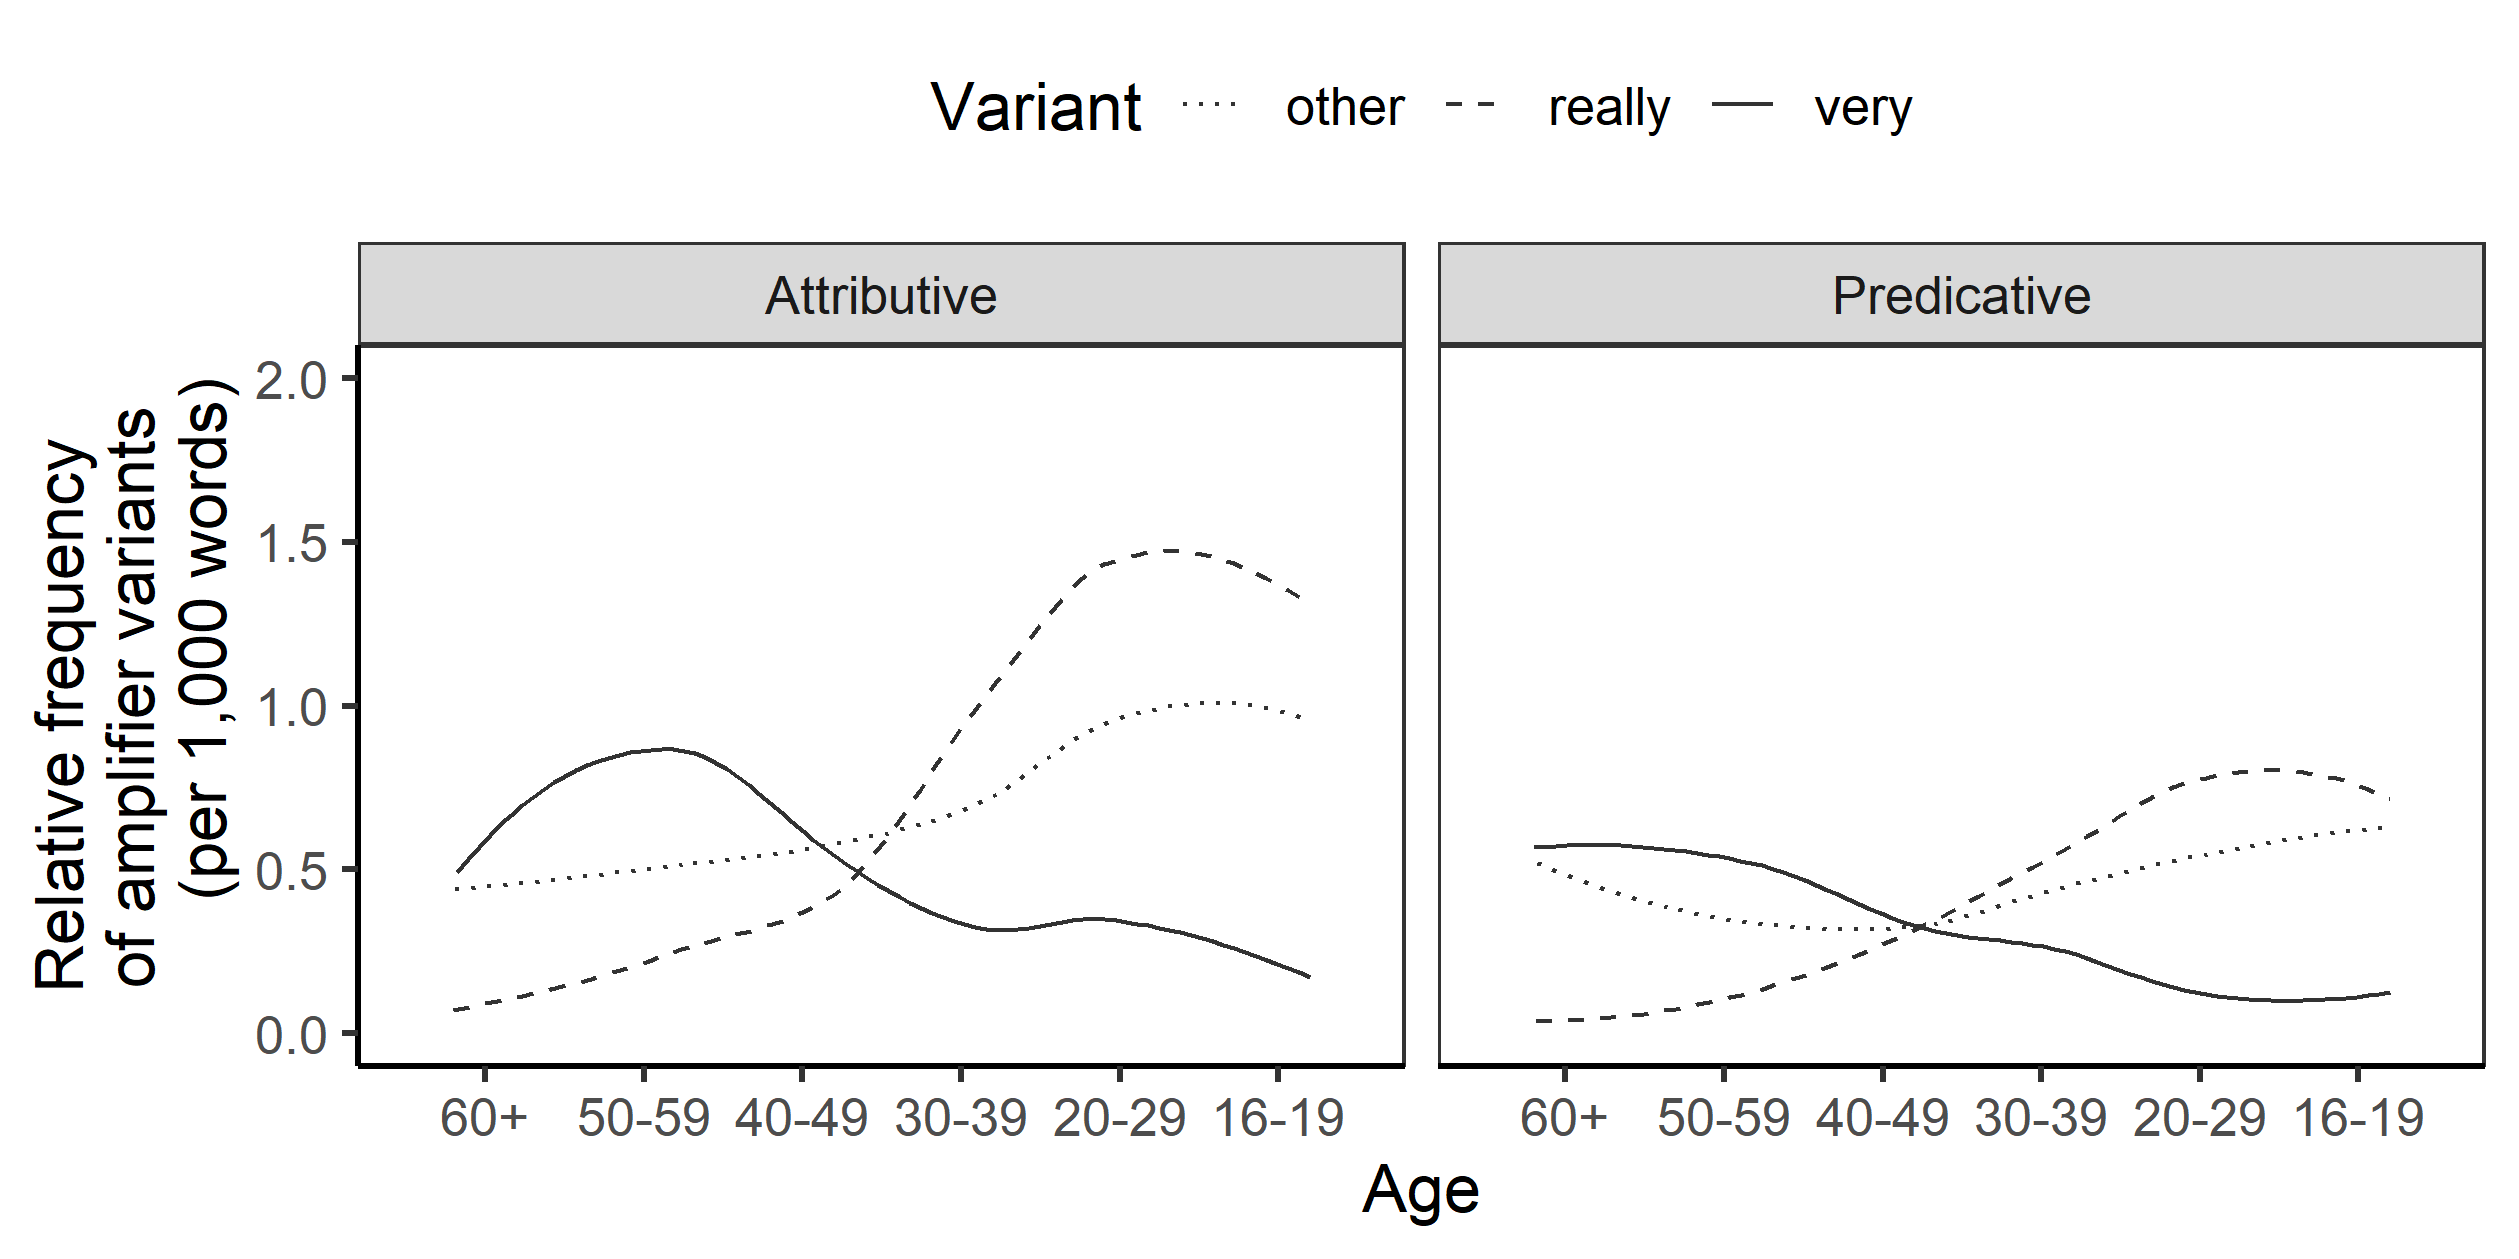 Variant other really very
Attributive Predicative
Relative frequency
of amplifier variants
(per 1,000 words)
2.0
1.5
1.0
0.5
0.0
60+ 50-59 40-49 30-39 20-29 16-19 60+ 50-59 40-49 30-39 20-29 16-19
Age